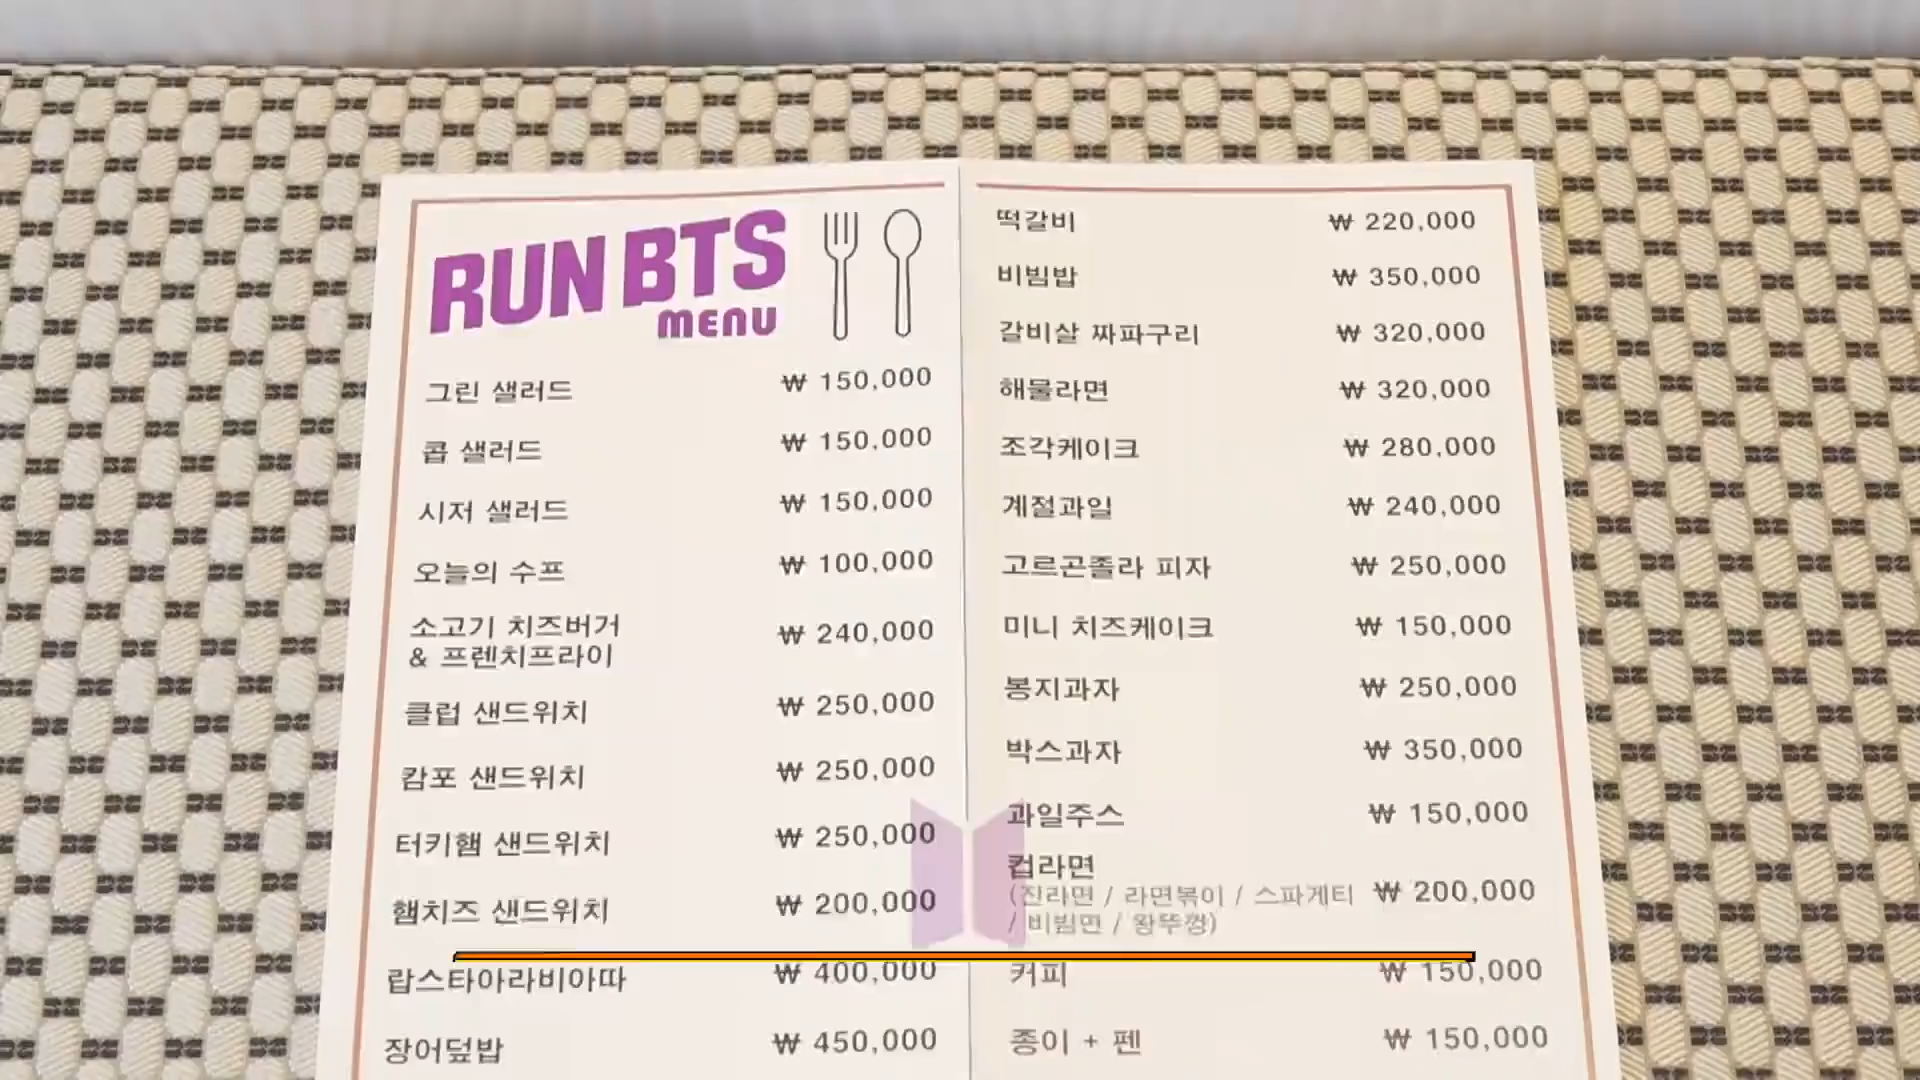 RUN BTS
MENU
그린 샐러드 ₩ 150,000
콥 샐러드 ₩ 150,000
시저 샐러드 ₩ 150,000
오늘의 수프 ₩ 100,000
소고기 치즈버거
& 프렌치프라이 ₩ 240,000
클럽 샌드위치 ₩ 250,000
캄포 샌드위치 ₩ 250,000
터키햄 샌드위치 ₩ 250,000
햄치즈 샌드위치 ₩ 200,000
랍스타아라비아따 ₩ 400,000
장어덮밥 ₩ 450,000
떡갈비 ₩ 220,000
비빔밥 ₩ 350,000
갈비살 짜파구리 ₩ 320,000
해물라면 ₩ 320,000
조각케이크 ₩ 280,000
계절과일 ₩ 240,000
고르곤졸라 피자 ₩ 250,000
미니 치즈케이크 ₩ 150,000
봉지과자 ₩ 250,000
박스과자 ₩ 350,000
과일주스 ₩ 150,000
컵라면
(진라면 / 라면볶이 / 스파게티 ₩ 200,000
/ 비빔면 / 왕뚜껑)
커피 ₩ 150,000
종이 + 펜 ₩ 150,000